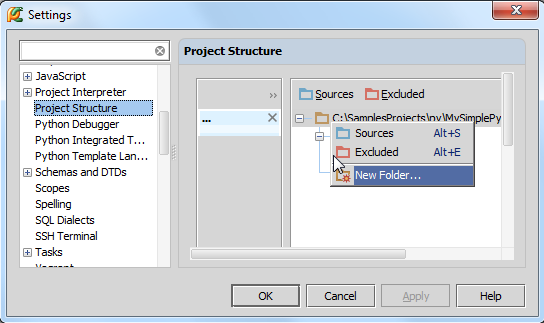 Settings
JavaScript
Project Interpreter
Project Structure
Python Debugger
Python Integrated T...
Python Template Lan...
Schemas and DTDs
Scopes
Spelling
SQL Dialects
SSH Terminal
Tasks
Vagrant
Project Structure
...
Sources Excluded
C:\SamplesProjects\py\MySimplePy
Sources Alt+S
Excluded Alt+E
New Folder...
OK Cancel Apply Help